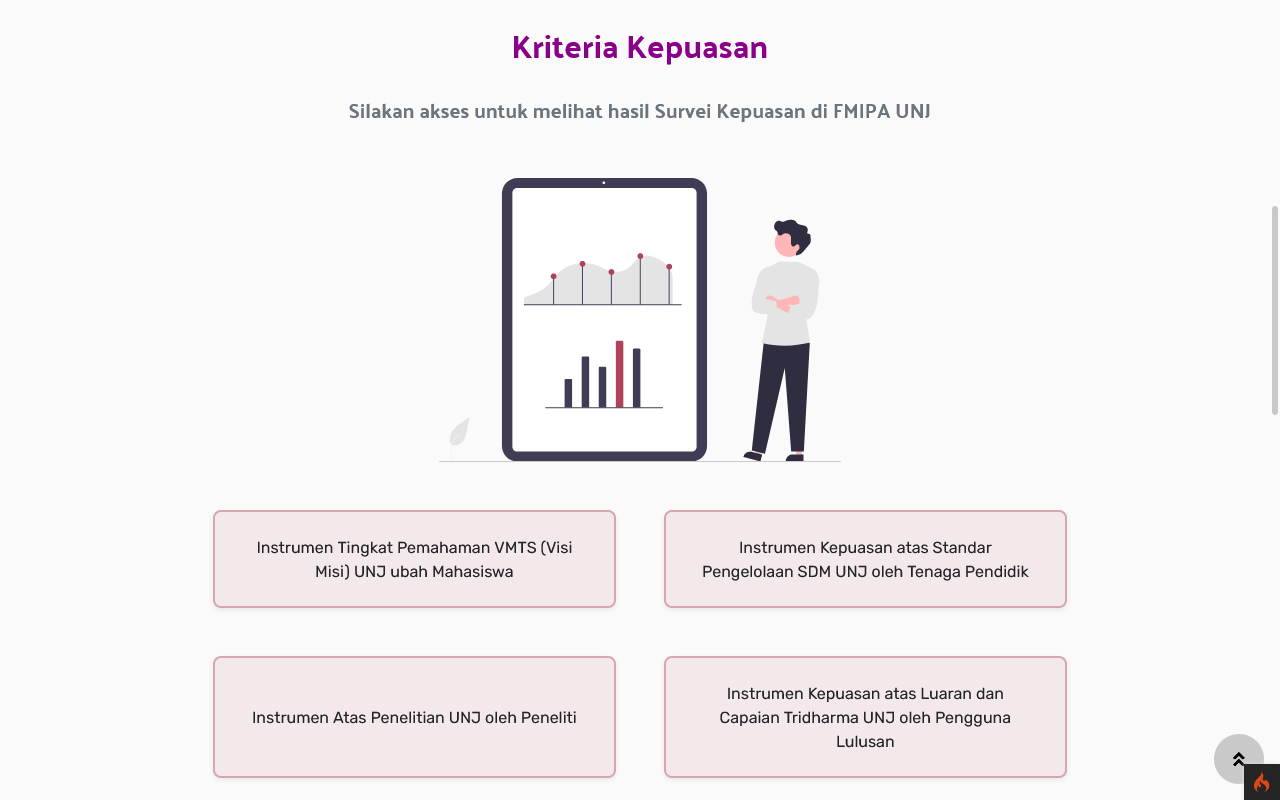 Kriteria Kepuasan
Silakan akses untuk melihat hasil Survei Kepuasan di FMIPA UNJ
Instrumen Tingkat Pemahaman VMTS (Visi
Misi) UNJ ubah Mahasiswa
Instrumen Kepuasan atas Standar
Pengelolaan SDM UNJ oleh Tenaga Pendidik
Instrumen Atas Penelitian UNJ oleh Peneliti
Instrumen Kepuasan atas Luaran dan
Capaian Tridharma UNJ oleh Pengguna
Lulusan